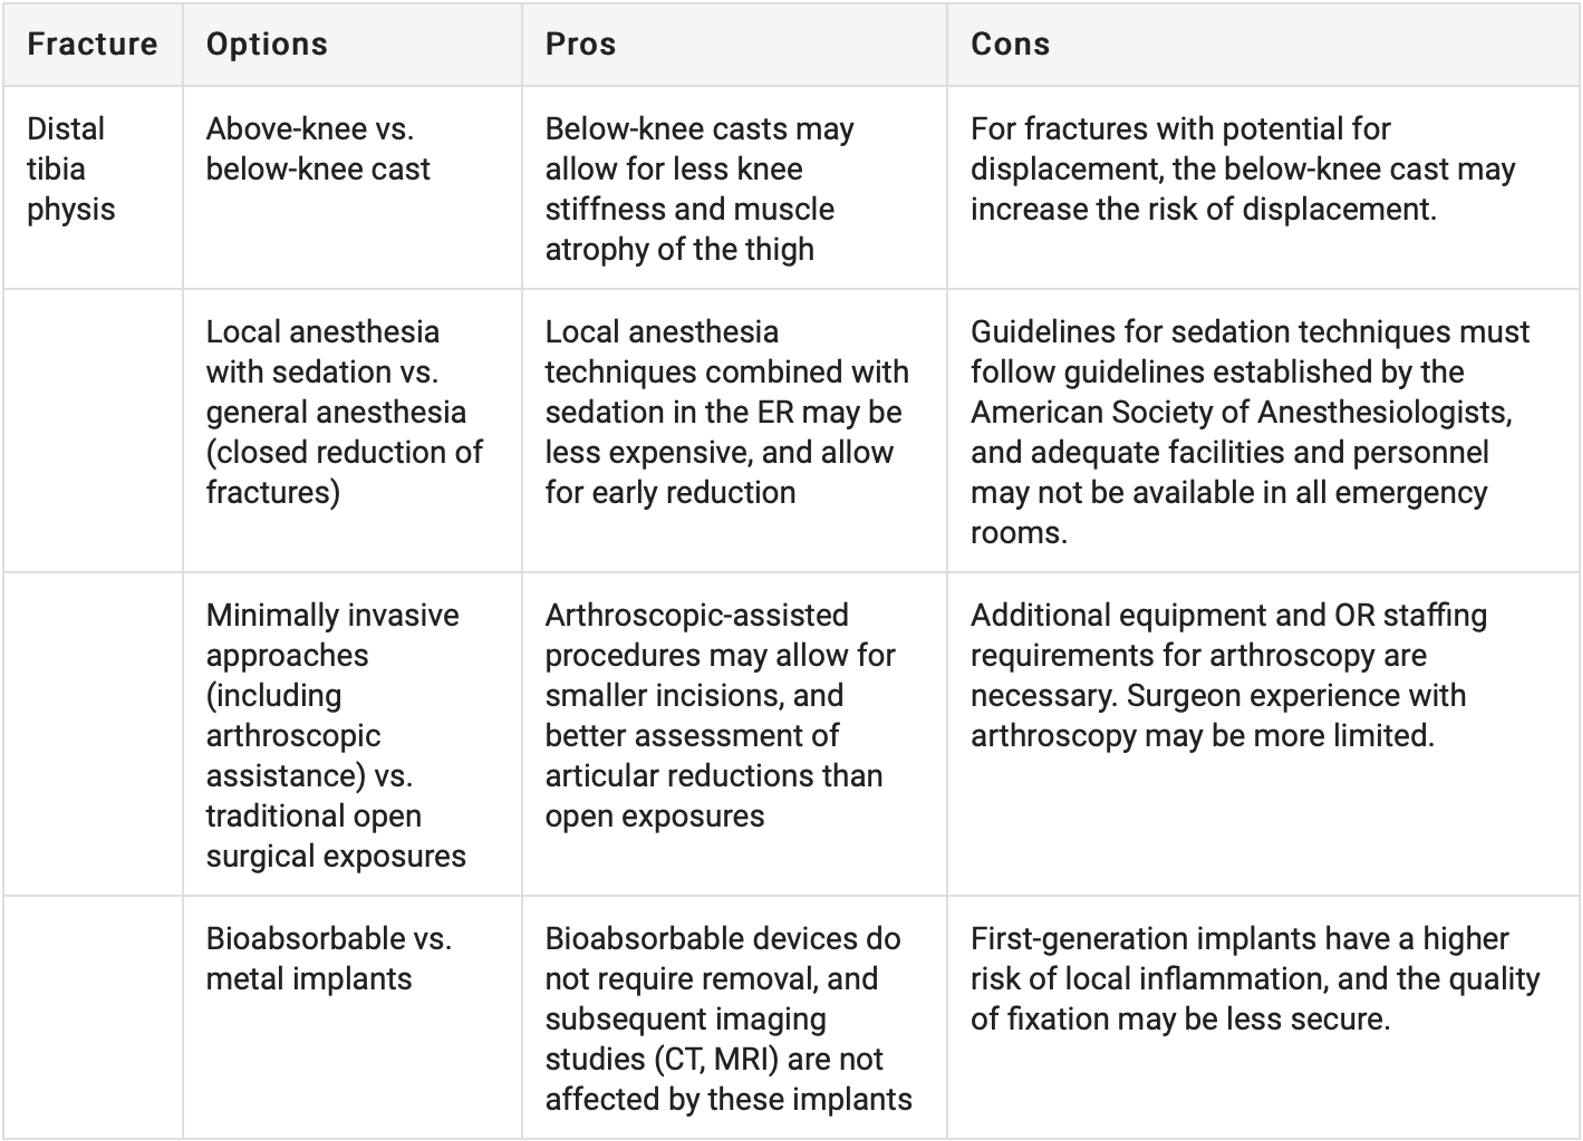 Fracture
Options
Pros
Cons
Distal
tibia
physis
Above-knee vs.
below-knee cast
Below-knee casts may
allow for less knee
stiffness and muscle
atrophy of the thigh
For fractures with potential for
displacement, the below-knee cast may
increase the risk of displacement.
Local anesthesia
with sedation vs.
general anesthesia
(closed reduction of
fractures)
Local anesthesia
techniques combined with
sedation in the ER may be
less expensive, and allow
for early reduction
Guidelines for sedation techniques must
follow guidelines established by the
American Society of Anesthesiologists,
and adequate facilities and personnel
may not be available in all emergency
rooms.
Minimally invasive
approaches
(including
arthroscopic
assistance) vs.
traditional open
surgical exposures
Arthroscopic-assisted
procedures may allow for
smaller incisions, and
better assessment of
articular reductions than
open exposures
Additional equipment and OR staffing
requirements for arthroscopy are
necessary. Surgeon experience with
arthroscopy may be more limited.
Bioabsorbable vs.
metal implants
Bioabsorbable devices do
not require removal, and
subsequent imaging
studies (CT, MRI) are not
affected by these implants
First-generation implants have a higher
risk of local inflammation, and the quality
of fixation may be less secure.